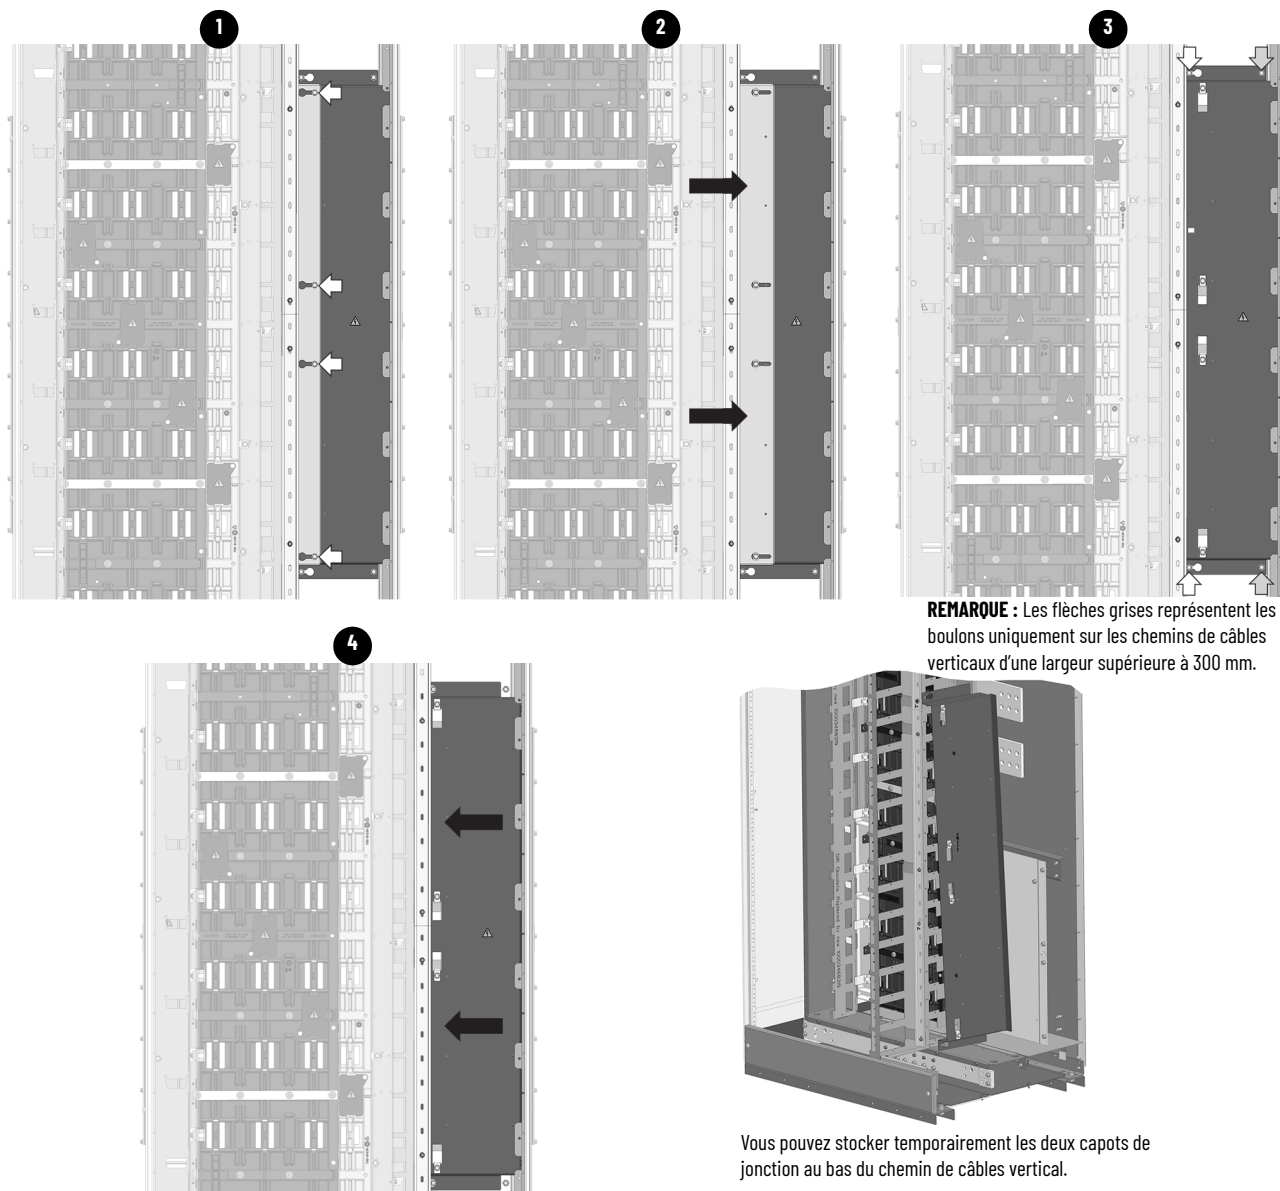 1
2
3
REMARQUE : Les flèches grises représentent les
boulons uniquement sur les chemins de câbles
verticaux d’une largeur supérieure à 300 mm.
4
Vous pouvez stocker temporairement les deux capots de
jonction au bas du chemin de câbles vertical.